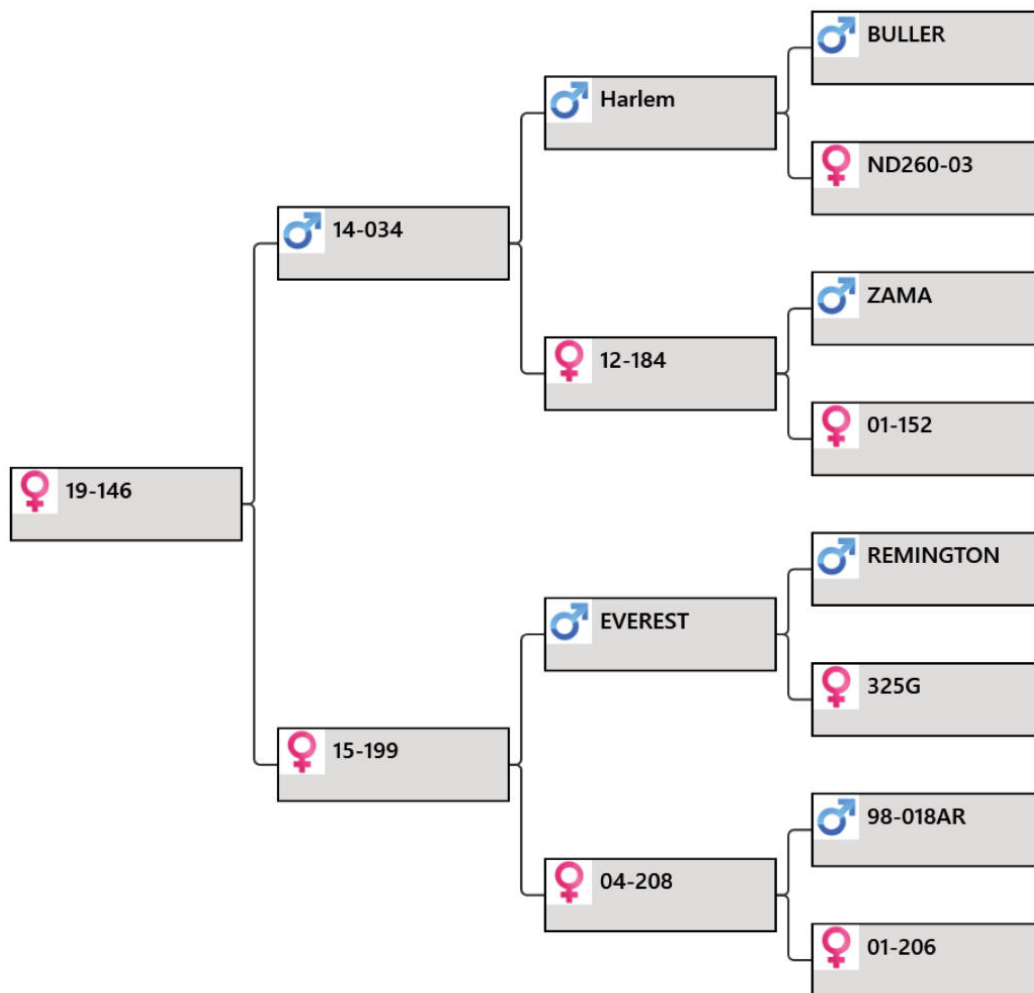 BULLER
Harlem
ND260-03
14-034
ZAMA
12-184
01-152
19-146
REMINGTON
EVEREST
325G
15-199
98-018AR
04-208
01-206